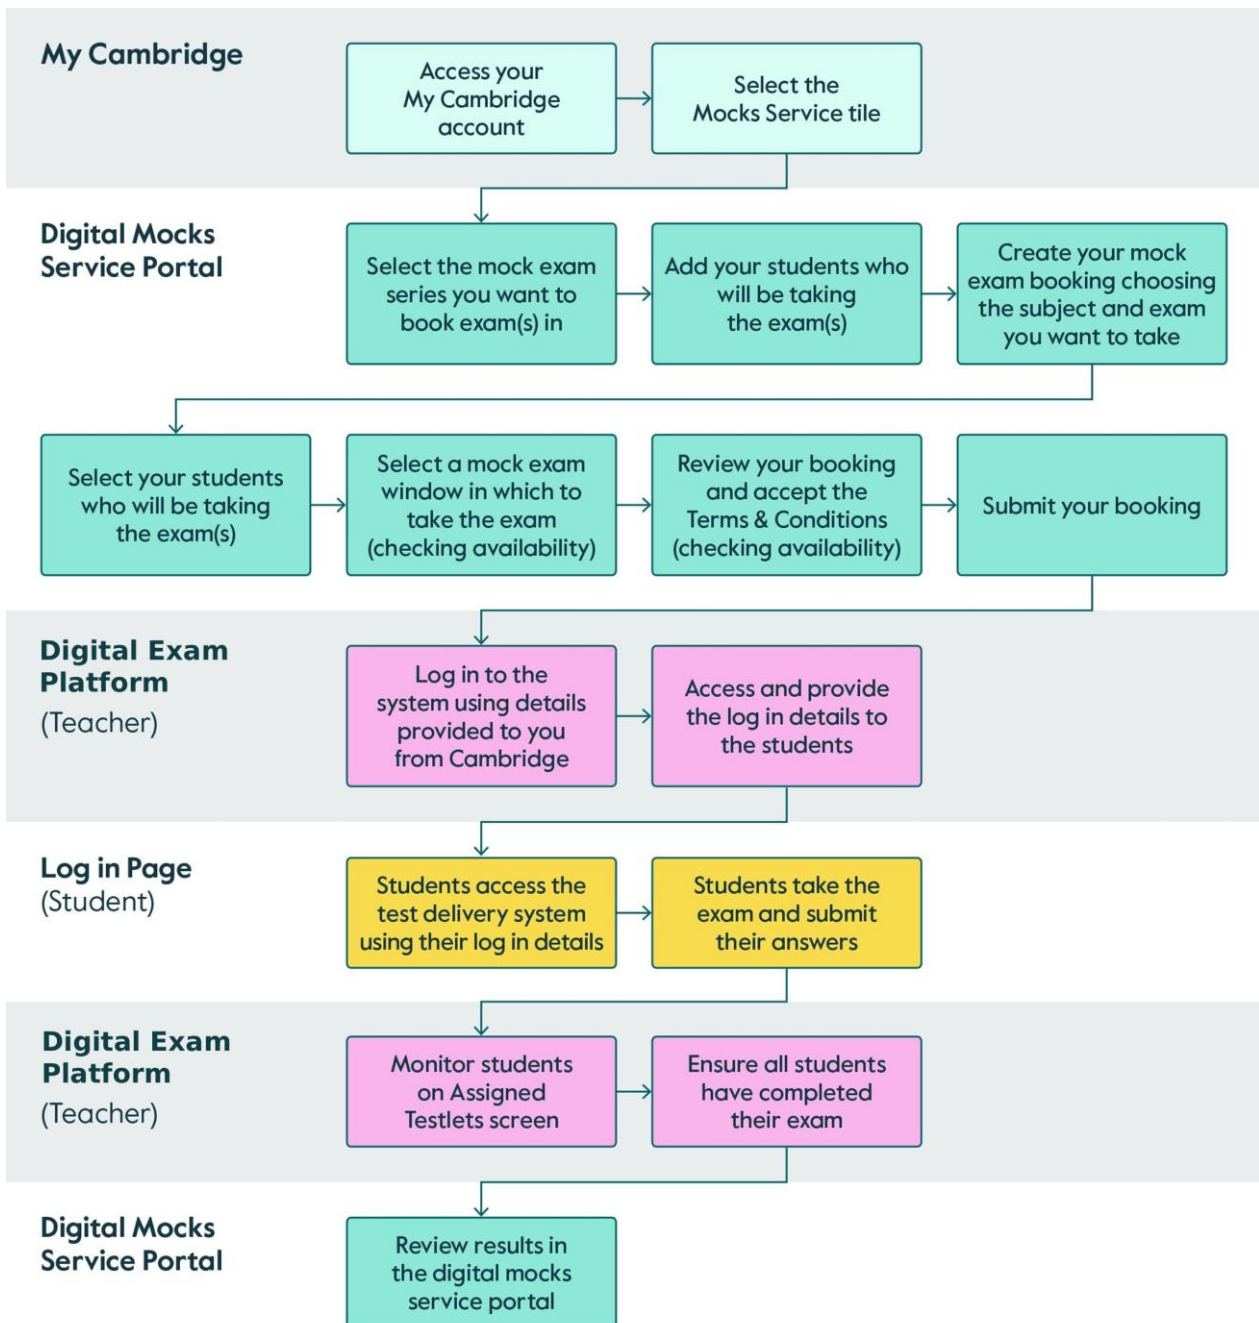 My Cambridge
Access your
My Cambridge
account
Select the
Mocks Service tile
Digital Mocks
Service Portal
Select the mock exam
series you want to
book exam(s) in
Add your students who
will be taking
the exam(s)
Create your mock
exam booking choosing
the subject and exam
you want to take
Select your students
who will be taking
the exam(s)
Select a mock exam
window in which to
take the exam
(checking availability)
Review your booking
and accept the
Terms & Conditions
(checking availability)
Submit your booking
Digital Exam
Platform
(Teacher)
Log in to the
system using details
provided to you
from Cambridge
Access and provide
the log in details to
the students
Log in Page
(Student)
Students access the
test delivery system
using their log in details
Students take the
exam and submit
their answers
Digital Exam
Platform
(Teacher)
Monitor students
on Assigned
Testlets screen
Ensure all students
have completed
their exam
Digital Mocks
Service Portal
Review results in
the digital mocks
service portal